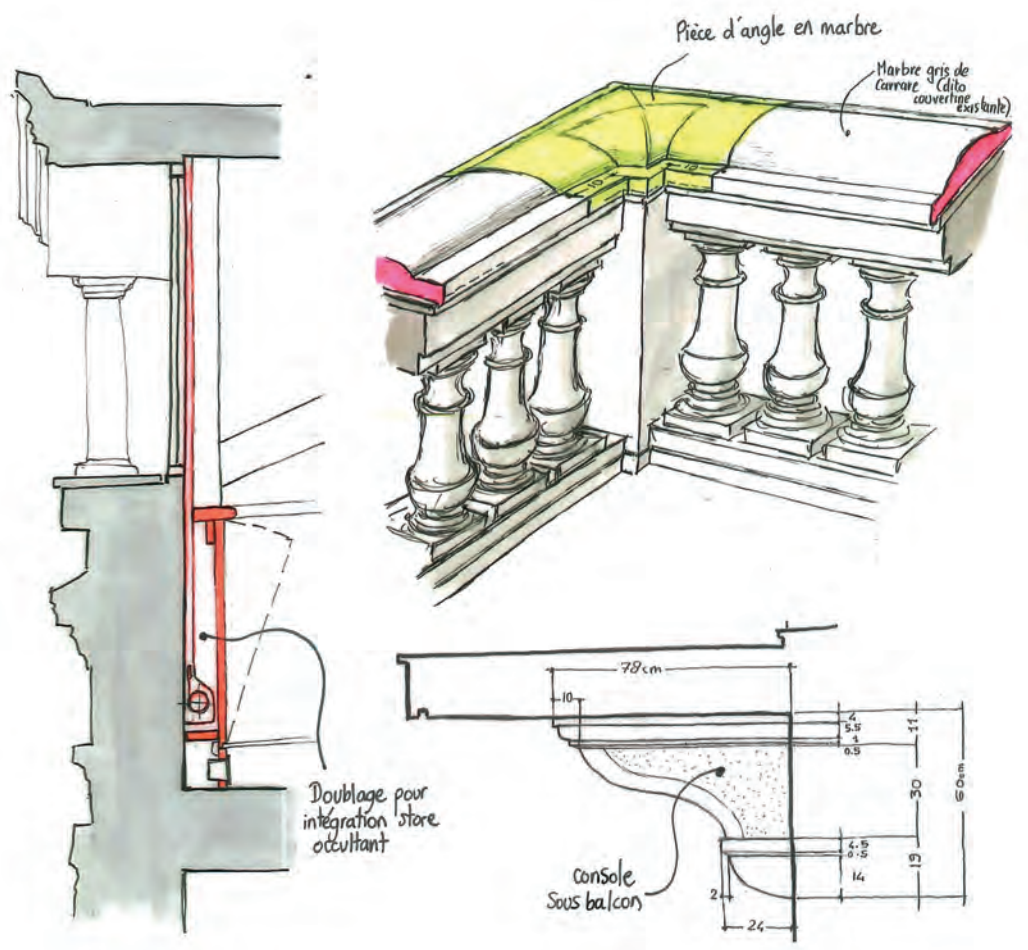 Pièce d'angle en marbre
Marbre gris de
Carrare (dito
couvertine
existante)
10
10
Doublage pour
intégration store
occultant
78cm
10
4
5.5
1
0.5
11
30
60cm
4.5
0.5
19
14
2
24
console
Sous balcon